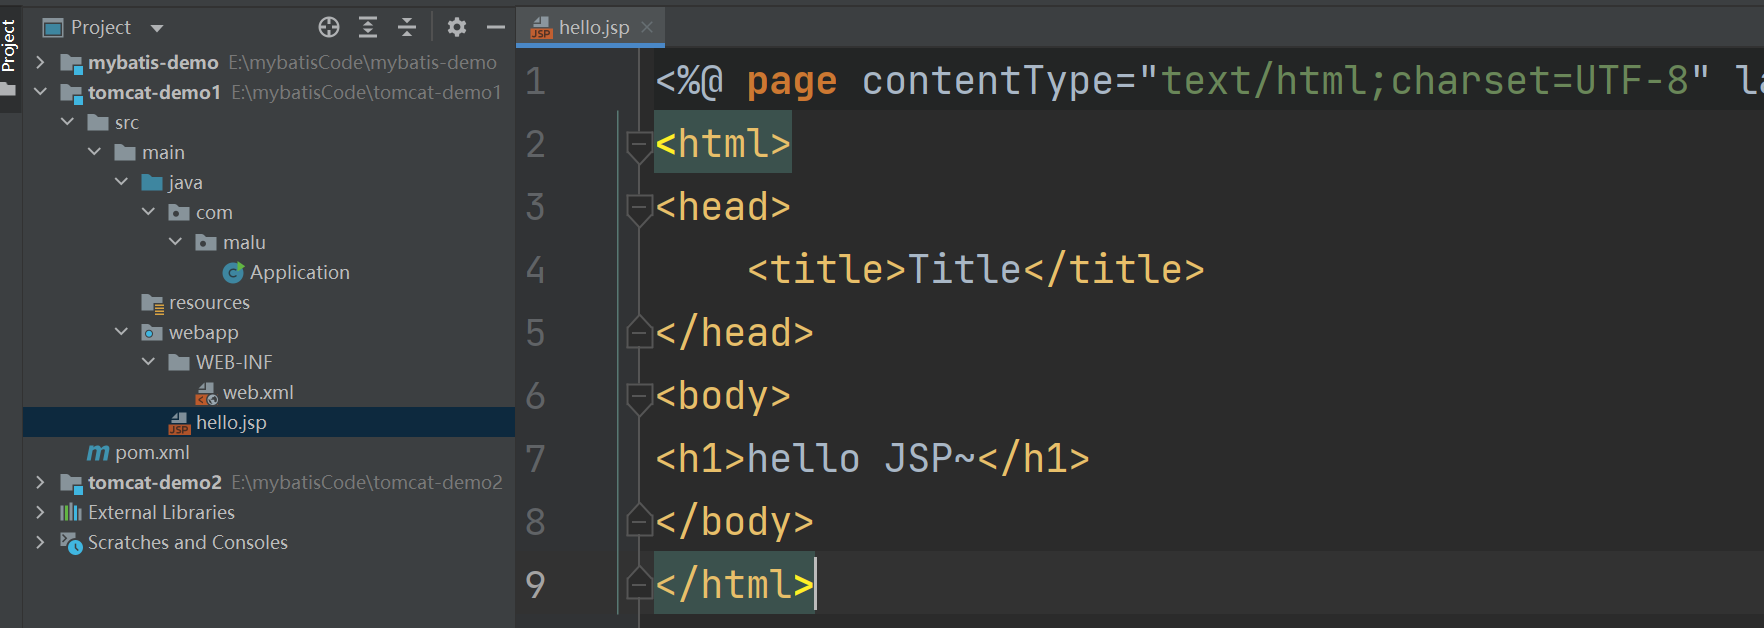 Project
Project
mybatis-demo E:\mybatisCode\mybatis-demo
tomcat-demo1 E:\mybatisCode\tomcat-demo1
src
main
java
com
malu
Application
resources
webapp
WEB-INF
web.xml
hello.jsp
pom.xml
tomcat-demo2 E:\mybatisCode\tomcat-demo2
External Libraries
Scratches and Consoles
hello.jsp
1 <%@ page contentType="text/html;charset=UTF-8" la
2 <html>
3 <head>
4 <title>Title</title>
5 </head>
6 <body>
7 <h1>hello JSP~</h1>
8 </body>
9 </html>